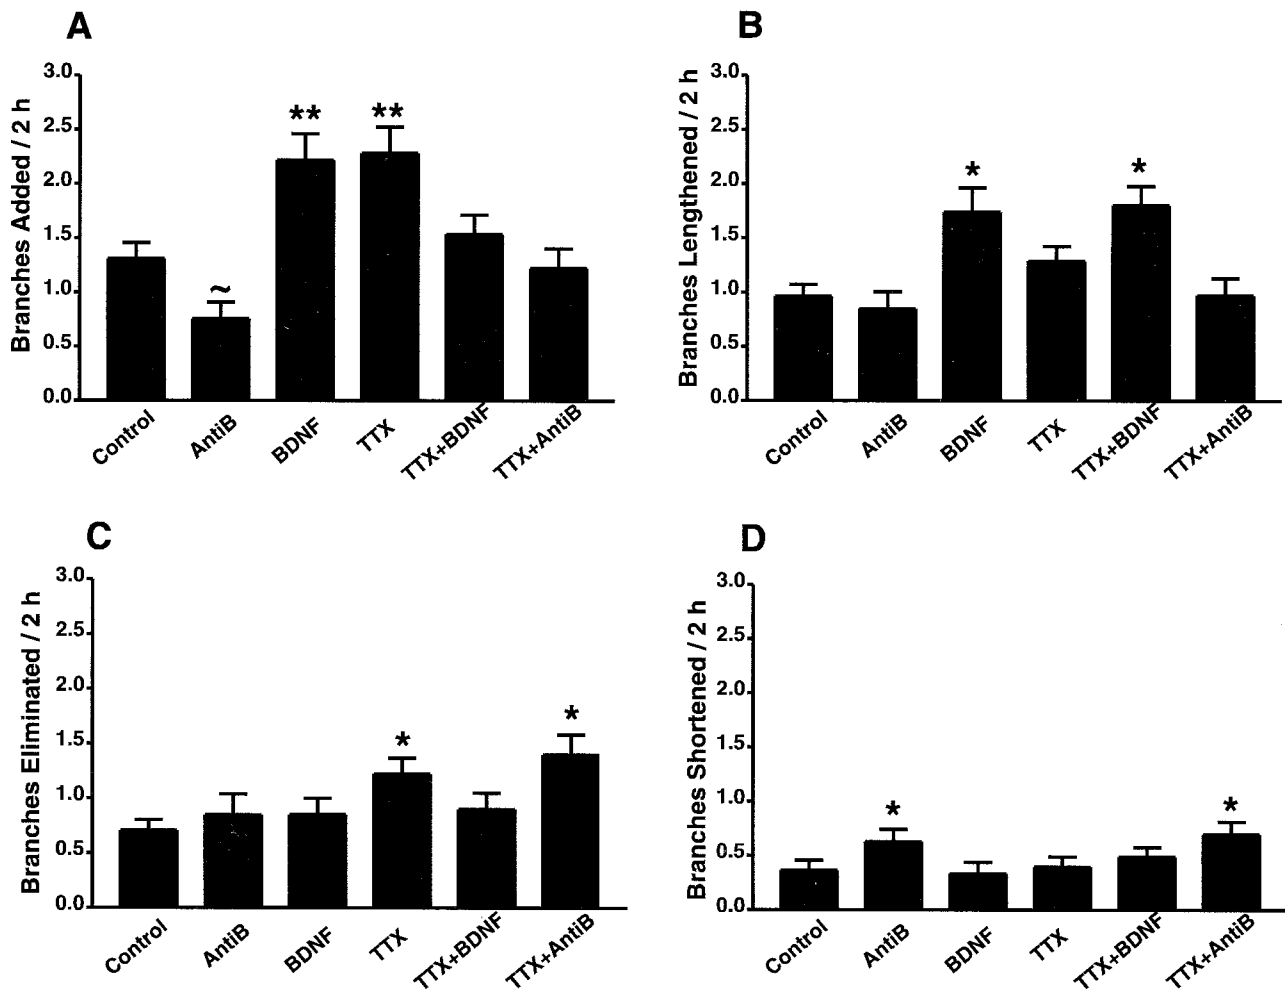 A
Branches Added / 2 h
3.0
2.5
2.0
1.5
1.0
0.5
0.0
~
**
**
Control
AntiB
BDNF
TTX
TTX+BDNF
TTX+AntiB
B
Branches Lengthened / 2 h
3.0
2.5
2.0
1.5
1.0
0.5
0.0
*
*
Control
AntiB
BDNF
TTX
TTX+BDNF
TTX+AntiB
C
Branches Eliminated / 2 h
3.0
2.5
2.0
1.5
1.0
0.5
0.0
*
*
Control
AntiB
BDNF
TTX
TTX+BDNF
TTX+AntiB
D
Branches Shortened / 2 h
3.0
2.5
2.0
1.5
1.0
0.5
0.0
*
*
Control
AntiB
BDNF
TTX
TTX+BDNF
TTX+AntiB